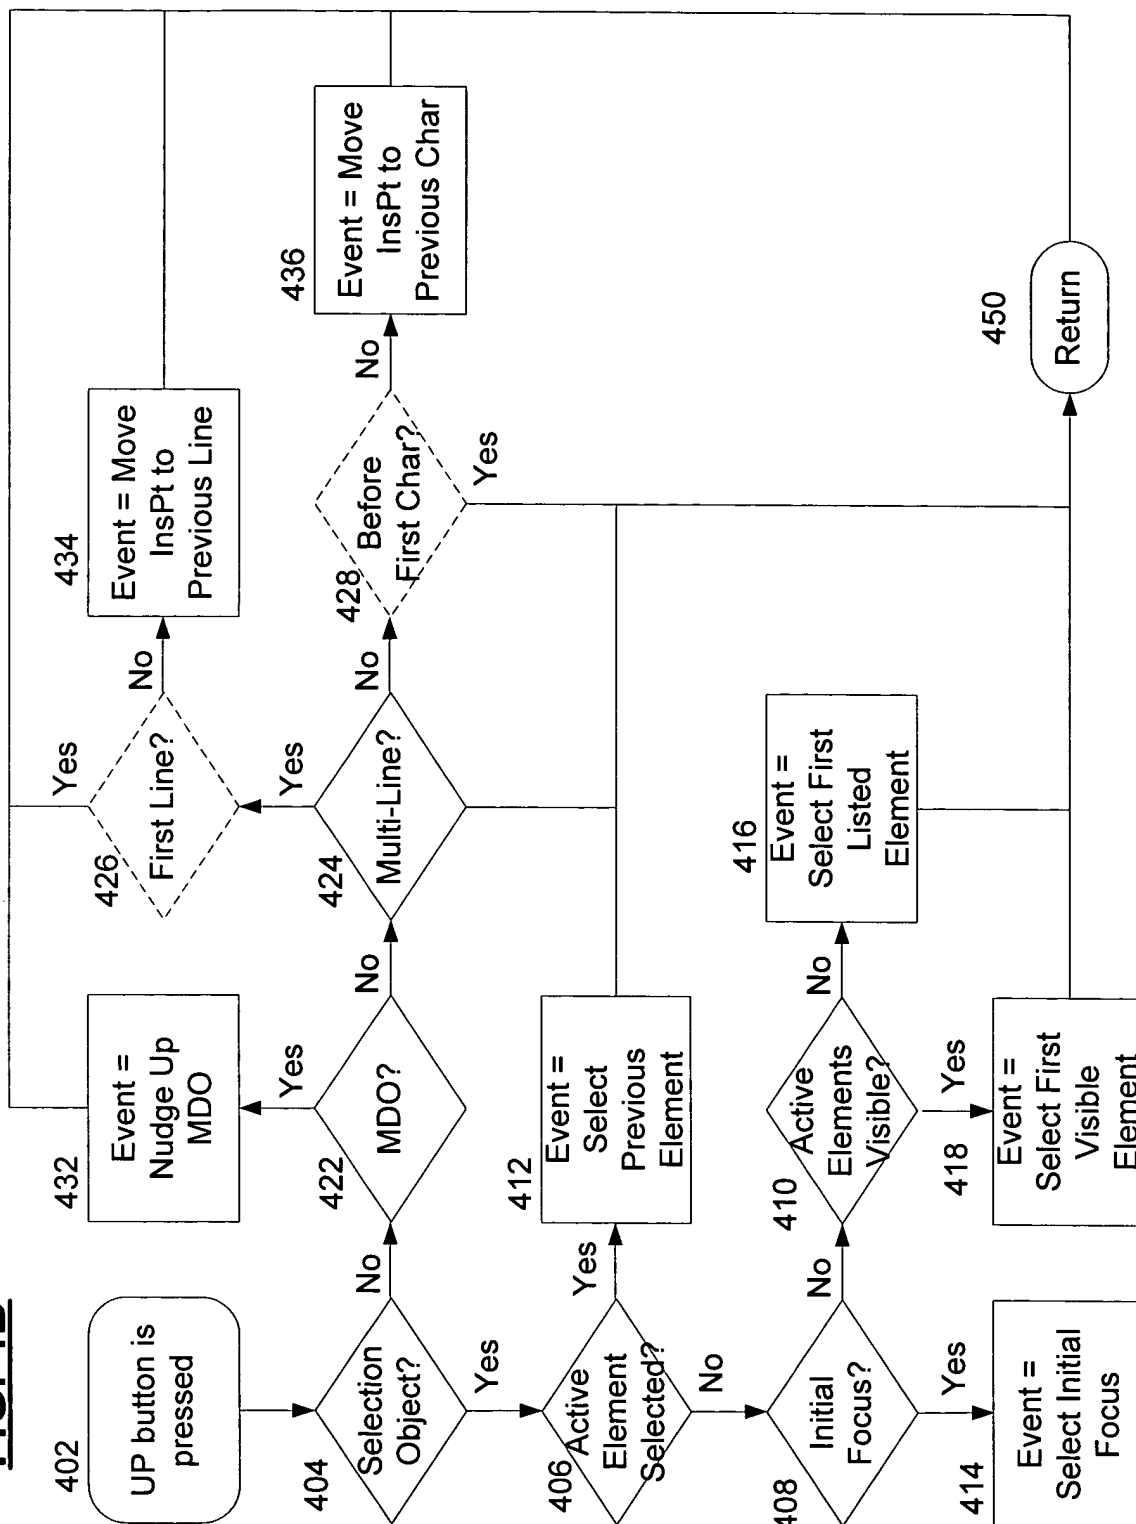 402
UP button is
pressed
404
Selection
Object?
No
Yes
422
MDO?
Yes
No
432
Event =
Nudge Up
MDO
424
Multi-Line?
Yes
No
426
First Line?
Yes
No
434
Event = Move
InsPt to
Previous Line
428
Before
First Char?
No
Yes
436
Event = Move
InsPt to
Previous Char
406
Active
Element
Selected?
Yes
No
412
Event =
Select
Previous
Element
408
Initial
Focus?
No
Yes
410
Active
Elements
Visible?
No
Yes
416
Event =
Select First
Listed
Element
414
Event =
Select Initial
Focus
418
Event =
Select First
Visible
Element
450
Return